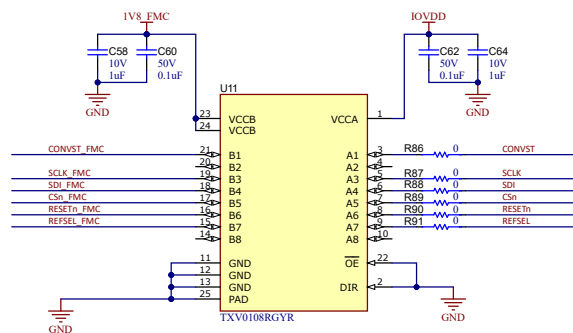 1V8_FMC
IOVDD
C58
10V
1uF
C60
50V
0.1uF
C62
50V
0.1uF
C64
10V
1uF
GND
GND
U11
23 VCCB
24 VCCB
VCCA 1
CONVST_FMC 21 B1
A1 3 R86 0 CONVST
20 B2
A2 4
SCLK_FMC 19 B3
A3 5 R87 0 SCLK
SDI_FMC 18 B4
A4 6 R88 0 SDI
CSn_FMC 17 B5
A5 7 R89 0 CSn
RESETn_FMC 16 B6
A6 8 R90 0 RESETn
REFSEL_FMC 15 B7
A7 9 R91 0 REFSEL
14 B8
A8 10
11 GND
OE 22
12 GND
13 GND
DIR 2
25 PAD
GND
GND
TXV0108RGYR